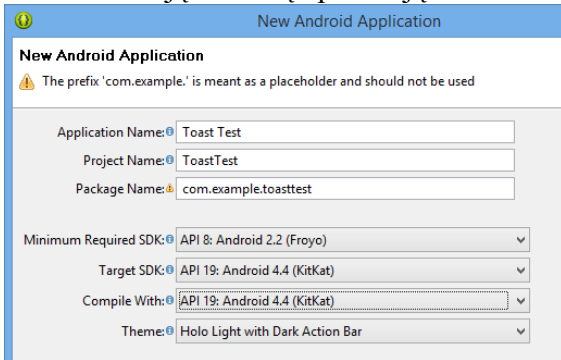 New Android Application
New Android Application
The prefix 'com.example.' is meant as a placeholder and should not be used
Application Name: Toast Test
Project Name: ToastTest
Package Name: com.example.toasttest
Minimum Required SDK: API 8: Android 2.2 (Froyo)
Target SDK: API 19: Android 4.4 (KitKat)
Compile With: API 19: Android 4.4 (KitKat)
Theme: Holo Light with Dark Action Bar